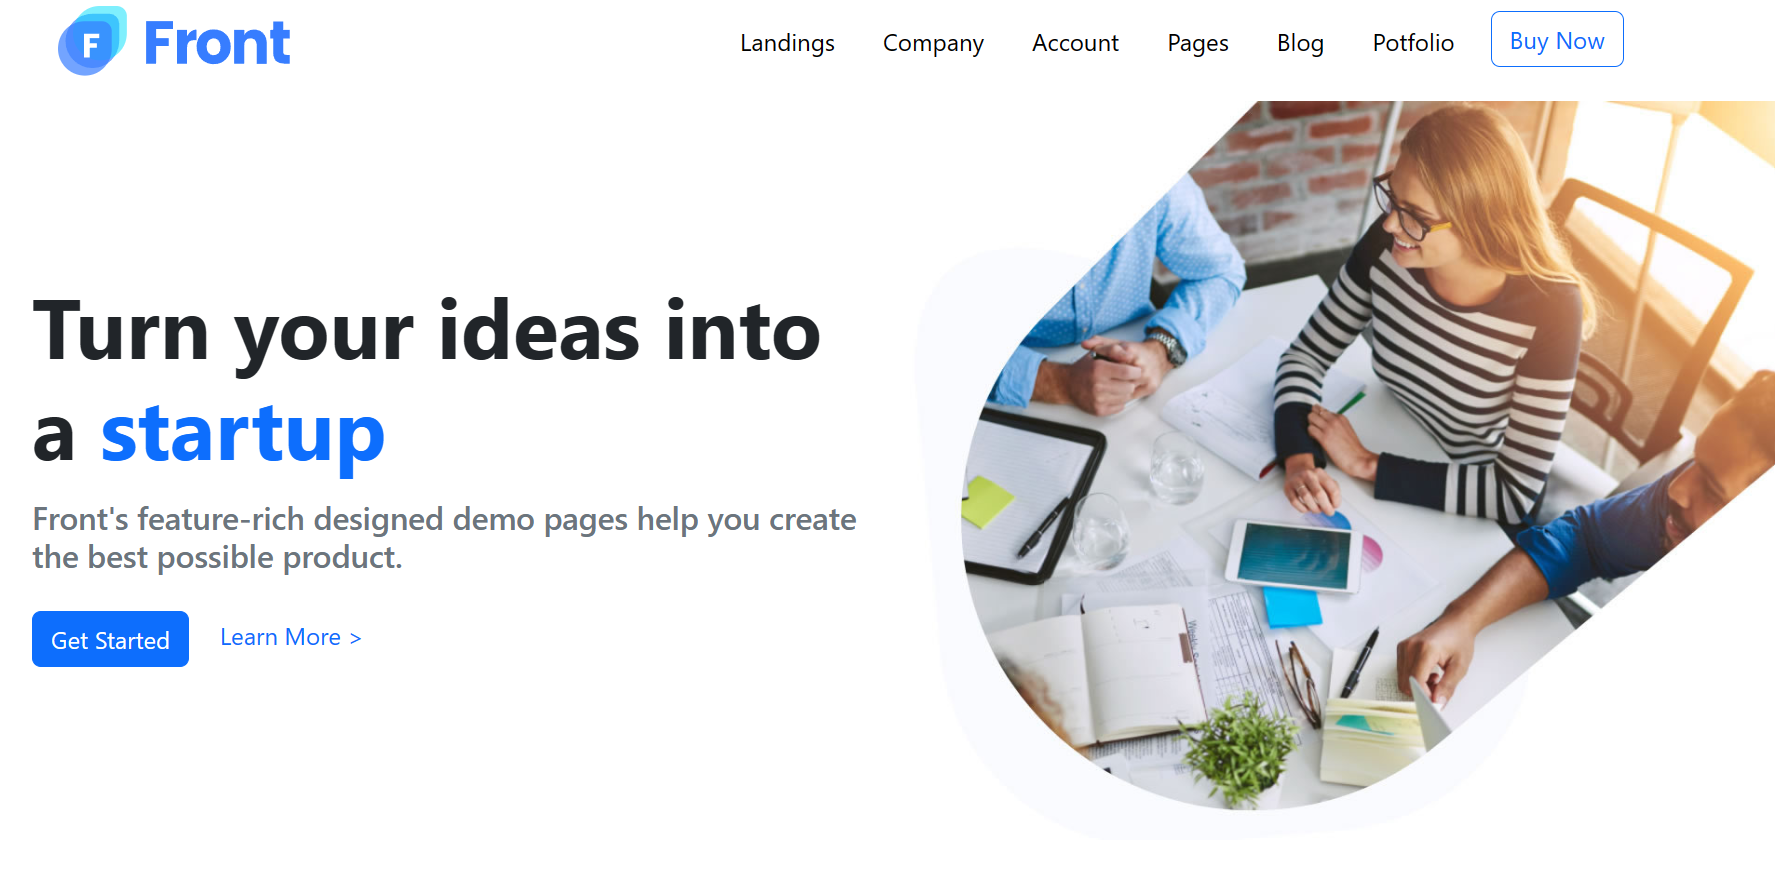 F Front
Landings Company Account Pages Blog Potfolio Buy Now
Turn your ideas into
a startup
Front's feature-rich designed demo pages help you create
the best possible product.
Get Started Learn More >